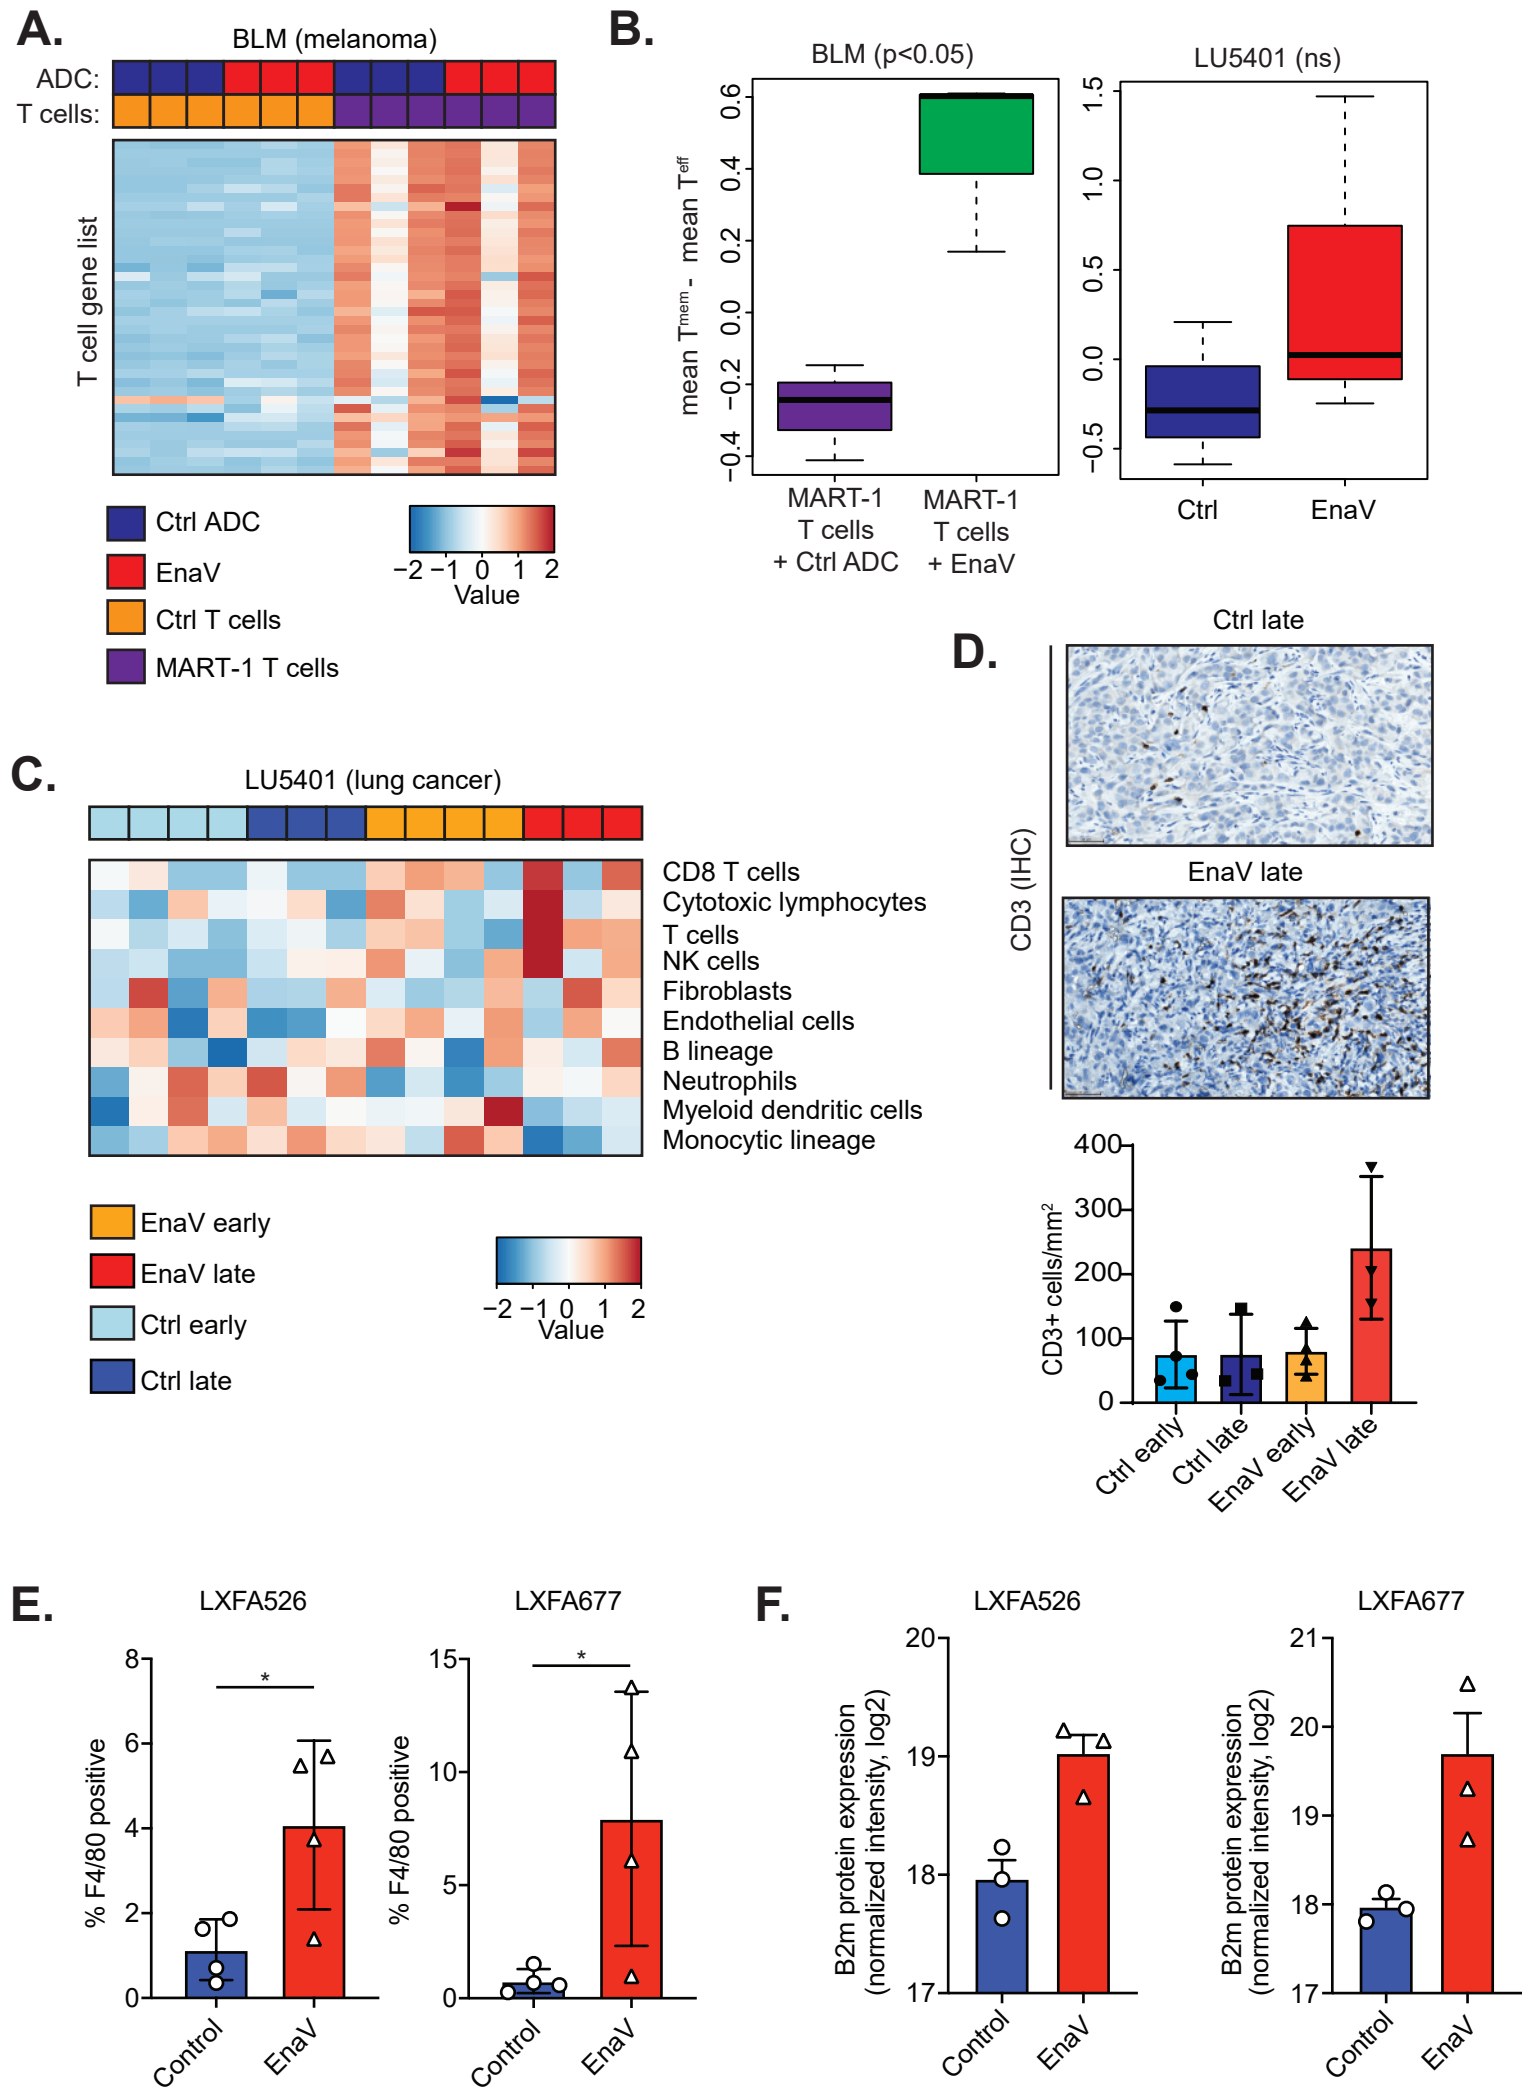 A.
BLM (melanoma)
ADC:
T cells:
T cell gene list
Ctrl ADC
EnaV
Ctrl T cells
MART-1 T cells
−2 −1 0 1 2
Value
B.
BLM (p<0.05)
LU5401 (ns)
mean Tmem - mean Teff
0.6
0.4
0.2
0.0
−0.2
−0.4
MART-1
T cells
+ Ctrl ADC
MART-1
T cells
+ EnaV
1.5
1.0
0.5
0.0
−0.5
Ctrl
EnaV
C.
LU5401 (lung cancer)
CD8 T cells
Cytotoxic lymphocytes
T cells
NK cells
Fibroblasts
Endothelial cells
B lineage
Neutrophils
Myeloid dendritic cells
Monocytic lineage
EnaV early
EnaV late
Ctrl early
Ctrl late
−2 −1 0 1 2
Value
D.
Ctrl late
EnaV late
CD3 (IHC)
CD3+ cells/mm2
400
300
200
100
0
Ctrl early
Ctrl late
EnaV early
EnaV late
E.
LXFA526
% F4/80 positive
8
6
4
2
0
*
Control
EnaV
LXFA677
% F4/80 positive
15
10
5
0
*
Control
EnaV
F.
LXFA526
B2m protein expression
(normalized intensity, log2)
20
19
18
17
Control
EnaV
LXFA677
B2m protein expression
(normalized intensity, log2)
21
20
19
18
17
Control
EnaV